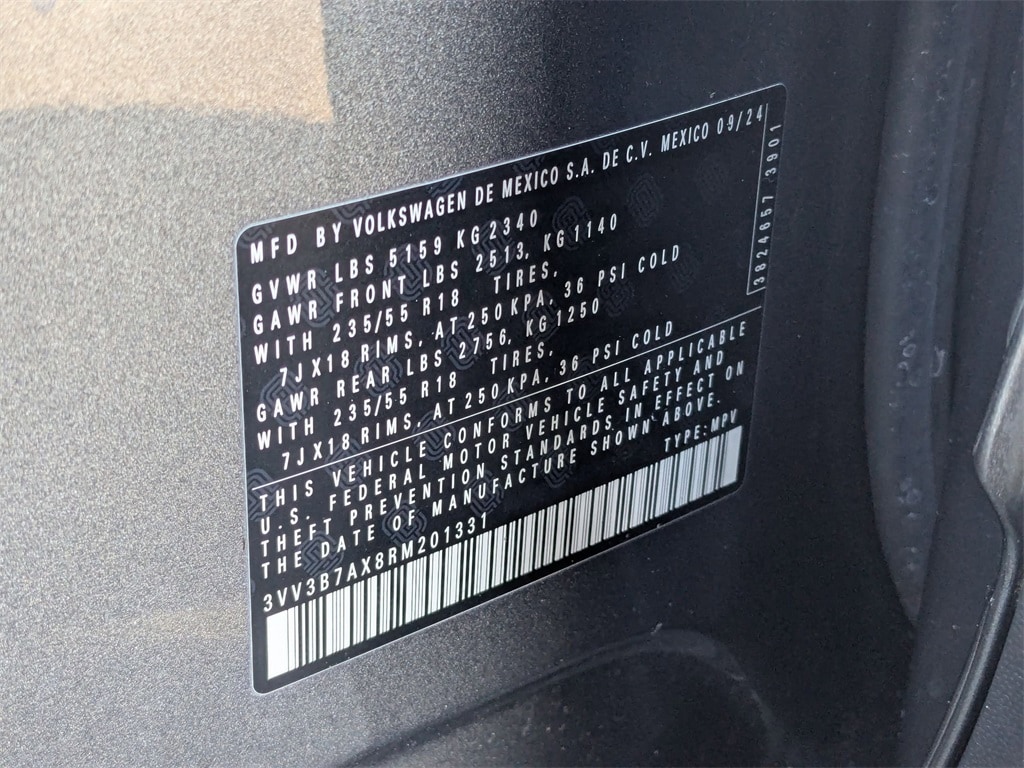 MFD BY VOLKSWAGEN DE MEXICO S.A. DE C.V. MEXICO 09/24
GVWR LBS 5159 KG 2340
GAWR FRONT LBS 2513, KG 1140
WITH 235/55 R18 TIRES,
7JX18 RIMS, AT 250 KPA, 36 PSI COLD
GAWR REAR LBS 2756, KG 1250
WITH 235/55 R18 TIRES,
7JX18 RIMS, AT 250 KPA, 36 PSI COLD
THIS VEHICLE CONFORMS TO ALL APPLICABLE
U.S. FEDERAL MOTOR VEHICLE SAFETY AND
THEFT PREVENTION STANDARDS IN EFFECT ON
THE DATE OF MANUFACTURE SHOWN ABOVE.
TYPE: MPV
3VV3B7AX8RM201331
3824657 3901